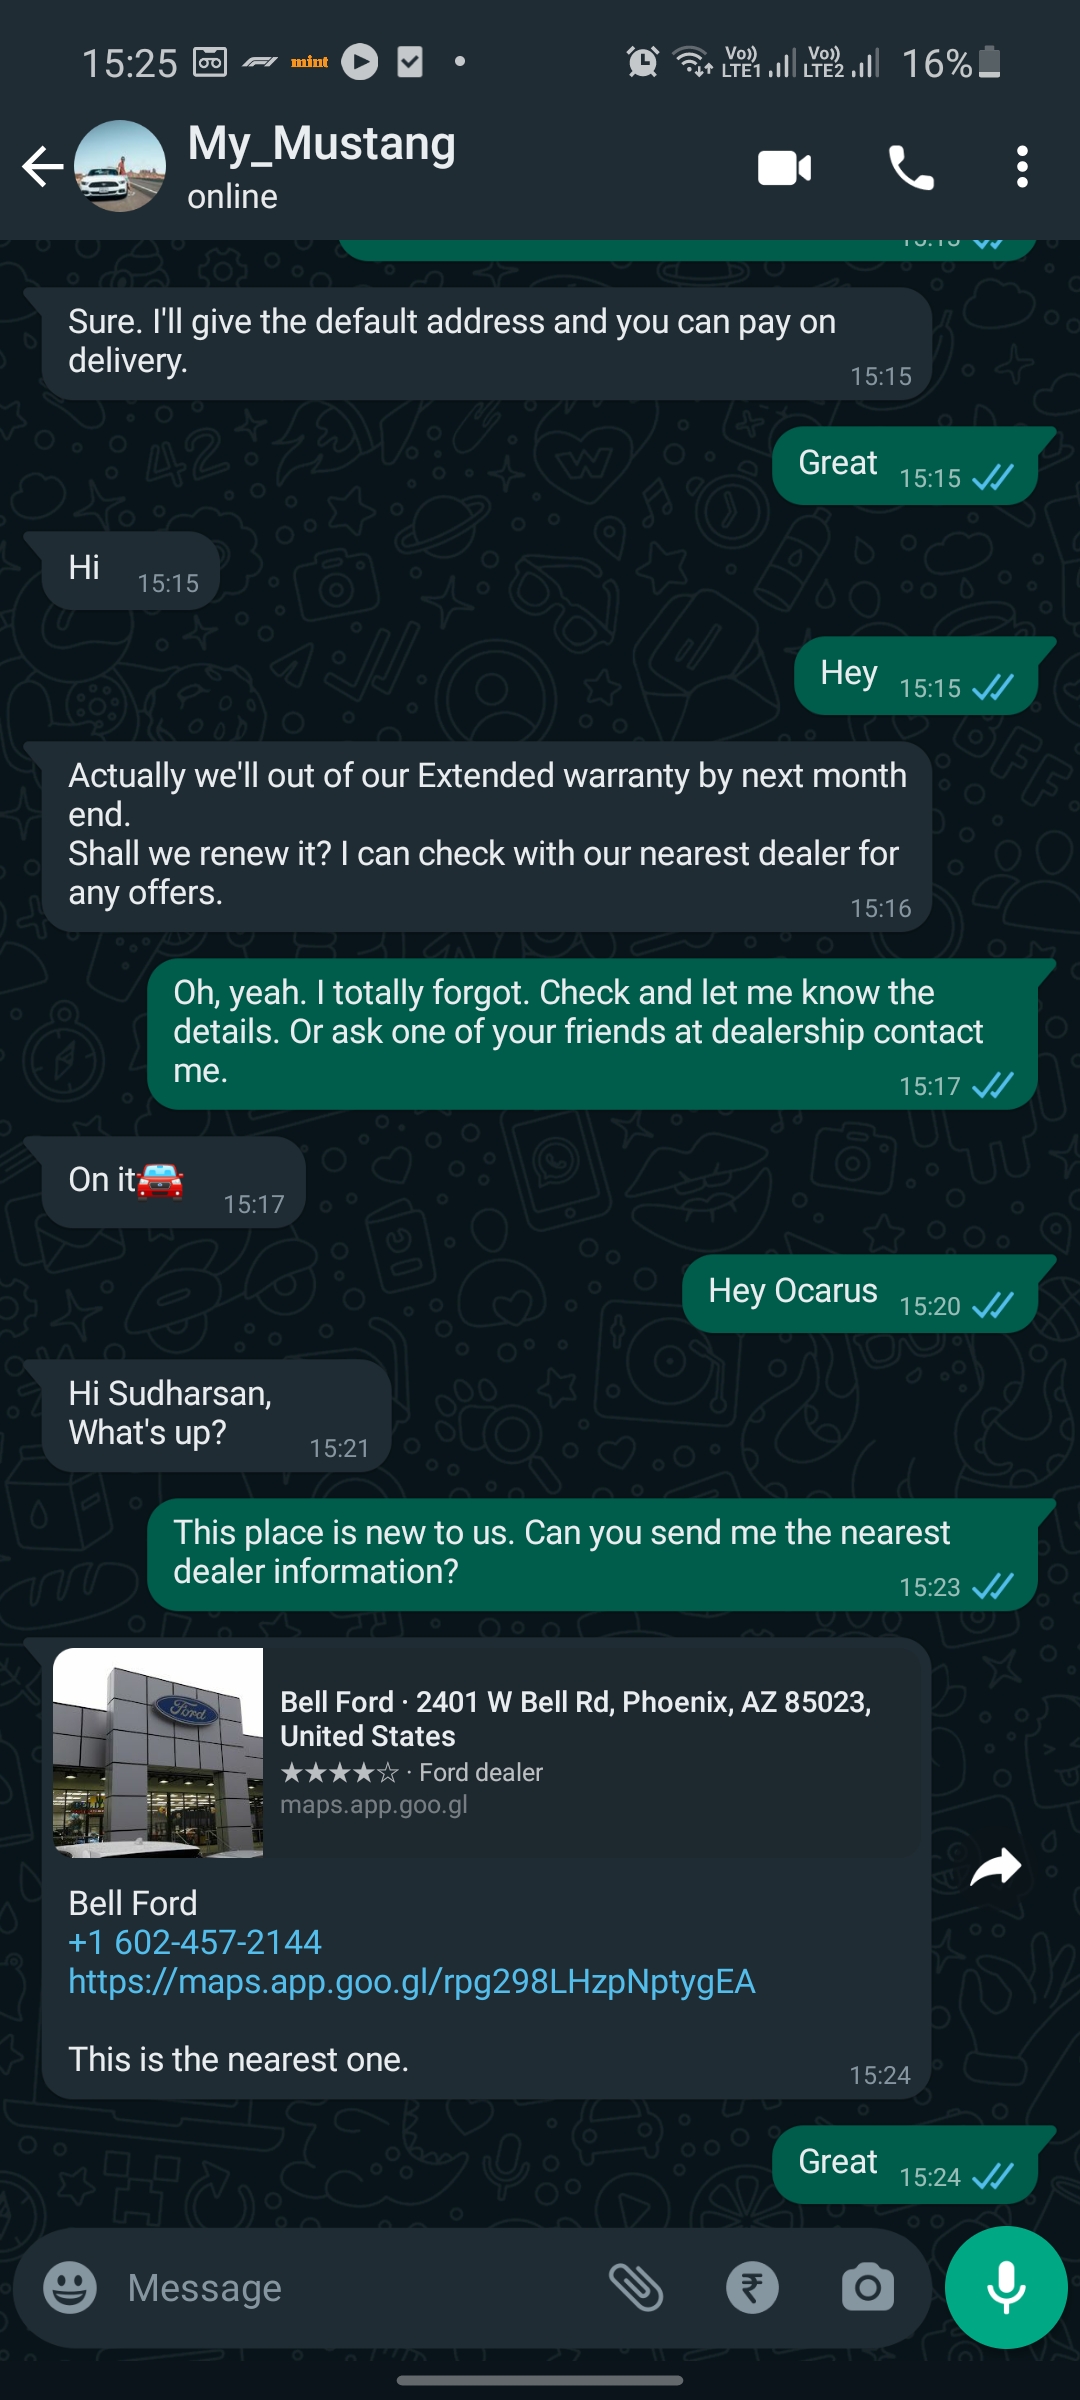 15:25 mint Vo)) LTE1 Vo)) LTE2 16%
My_Mustang
online
15:15
Sure. I'll give the default address and you can pay on
delivery.
15:15
Great 15:15
Hi 15:15
Hey 15:15
Actually we'll out of our Extended warranty by next month
end.
Shall we renew it? I can check with our nearest dealer for
any offers.
15:16
Oh, yeah. I totally forgot. Check and let me know the
details. Or ask one of your friends at dealership contact
me.
15:17
On it🚘 15:17
Hey Ocarus 15:20
Hi Sudharsan,
What's up?
15:21
This place is new to us. Can you send me the nearest
dealer information?
15:23
Ford
Bell Ford · 2401 W Bell Rd, Phoenix, AZ 85023,
United States
★★★★☆ · Ford dealer
maps.app.goo.gl
Bell Ford
+1 602-457-2144
https://maps.app.goo.gl/rpg298LHzpNptygEA
This is the nearest one.
15:24
Great 15:24
Message
₹